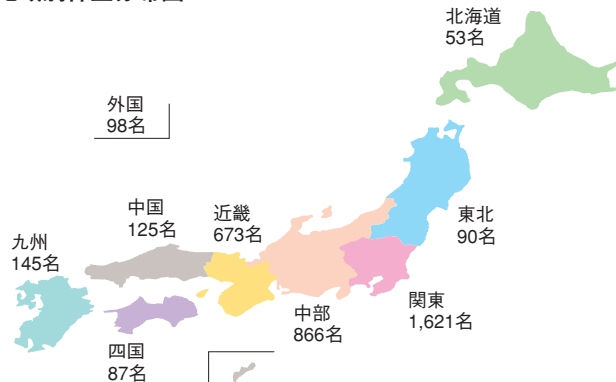 北海道
53名
外国
98名
中国
125名
近畿
673名
東北
90名
九州
145名
関東
1,621名
中部
866名
四国
87名